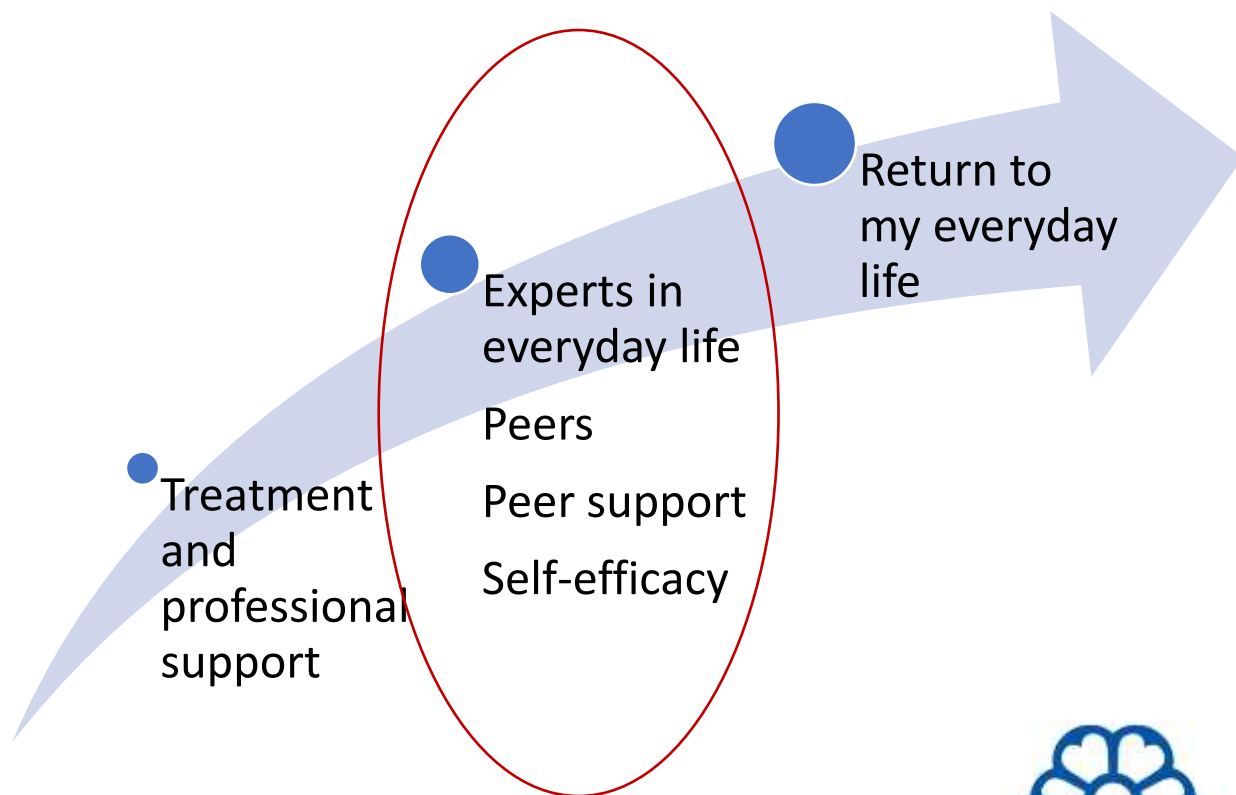 Treatment
and
professional
support
Experts in
everyday life
Peers
Peer support
Self-efficacy
Return to
my everyday
life